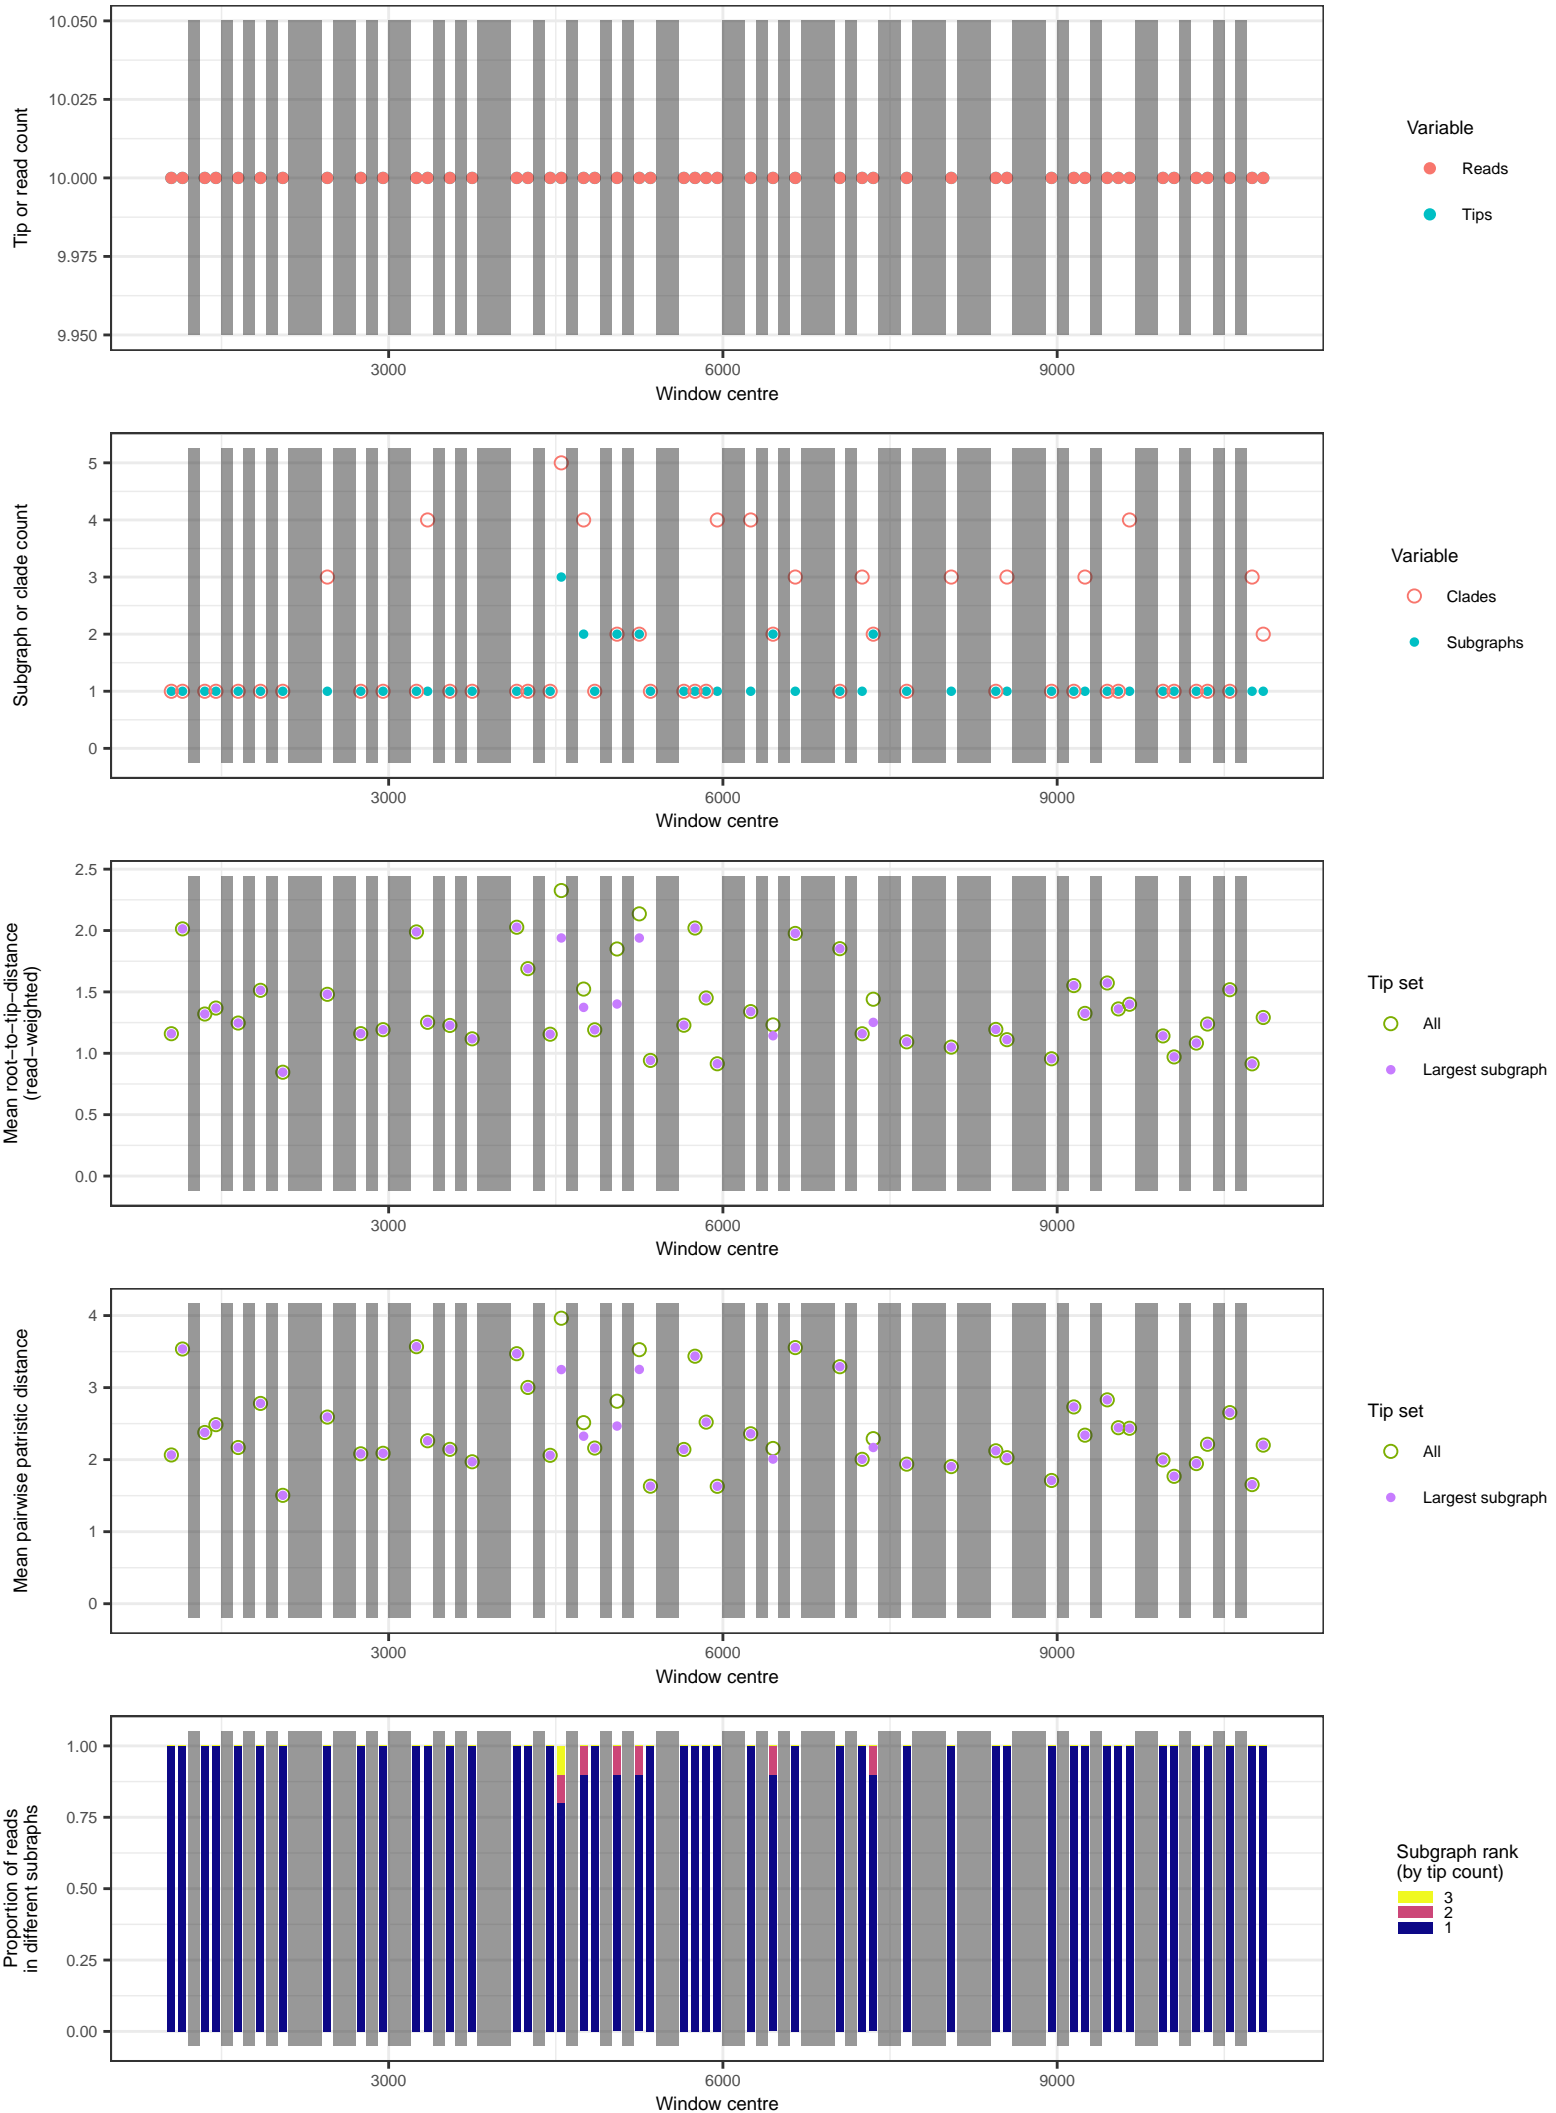 10.050
10.025
10.000
9.975
9.950
Tip or read count
3000
6000
9000
Window centre
Variable
Reads
Tips
5
4
3
2
1
0
Subgraph or clade count
3000
6000
9000
Window centre
Variable
Clades
Subgraphs
2.5
2.0
1.5
1.0
0.5
0.0
Mean root−to−tip−distance
(read−weighted)
3000
6000
9000
Window centre
Tip set
All
Largest subgraph
4
3
2
1
0
Mean pairwise patristic distance
3000
6000
9000
Window centre
Tip set
All
Largest subgraph
1.00
0.75
0.50
0.25
0.00
Proportion of reads
in different subraphs
3000
6000
9000
Window centre
Subgraph rank
(by tip count)
3
2
1